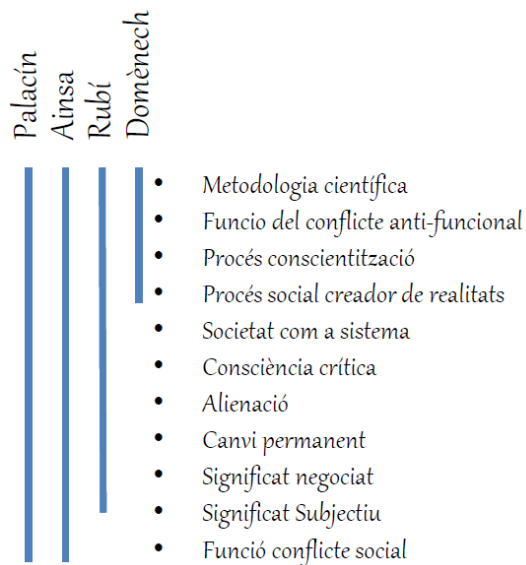 Palacín
Ainsa
Rubí
Domènech
• Metodologia científica
• Funcio del conflicte anti-funcional
• Procés conscientització
• Procés social creador de realitats
• Societat com a sistema
• Consciència crítica
• Alienació
• Canvi permanent
• Significat negociat
• Significat Subjectiu
• Funció conflicte social